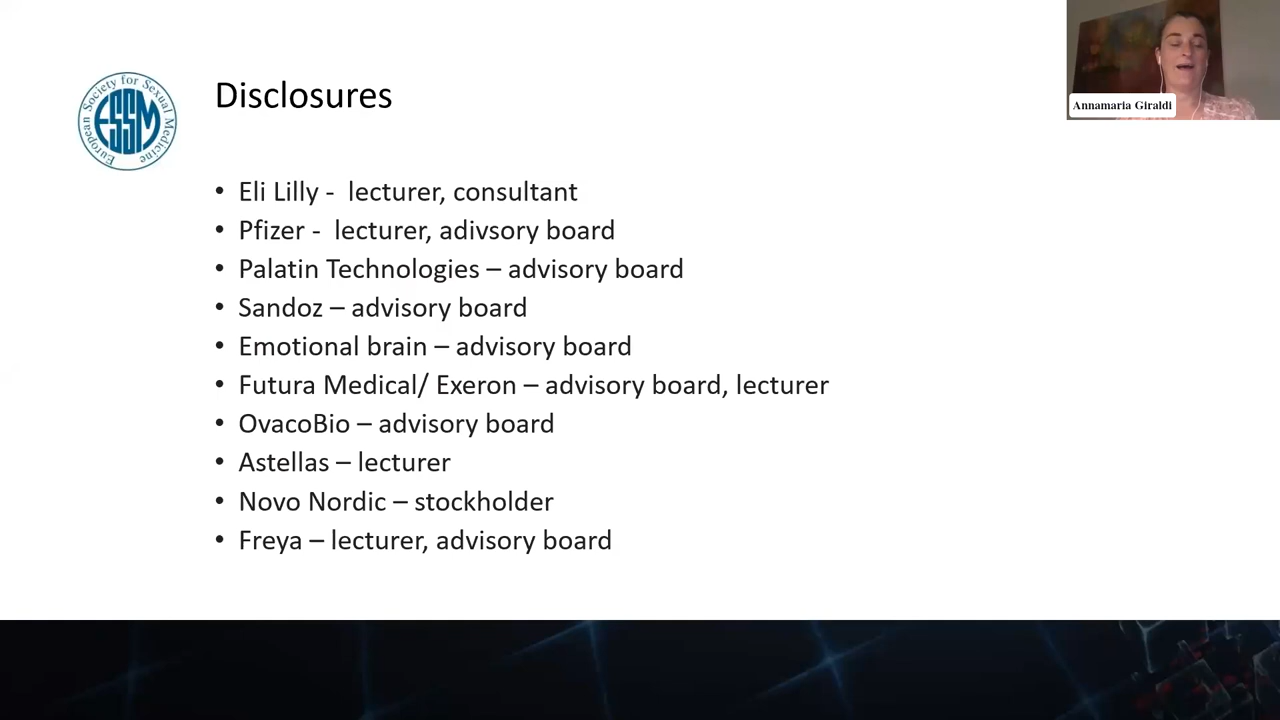 European Society for Sexual Medicine
ESSM
Disclosures
Annamaria Giraldi
• Eli Lilly -  lecturer, consultant
• Pfizer -  lecturer, adivsory board
• Palatin Technologies – advisory board
• Sandoz – advisory board
• Emotional brain – advisory board
• Futura Medical/ Exeron – advisory board, lecturer
• OvacoBio – advisory board
• Astellas – lecturer
• Novo Nordic – stockholder
• Freya – lecturer, advisory board